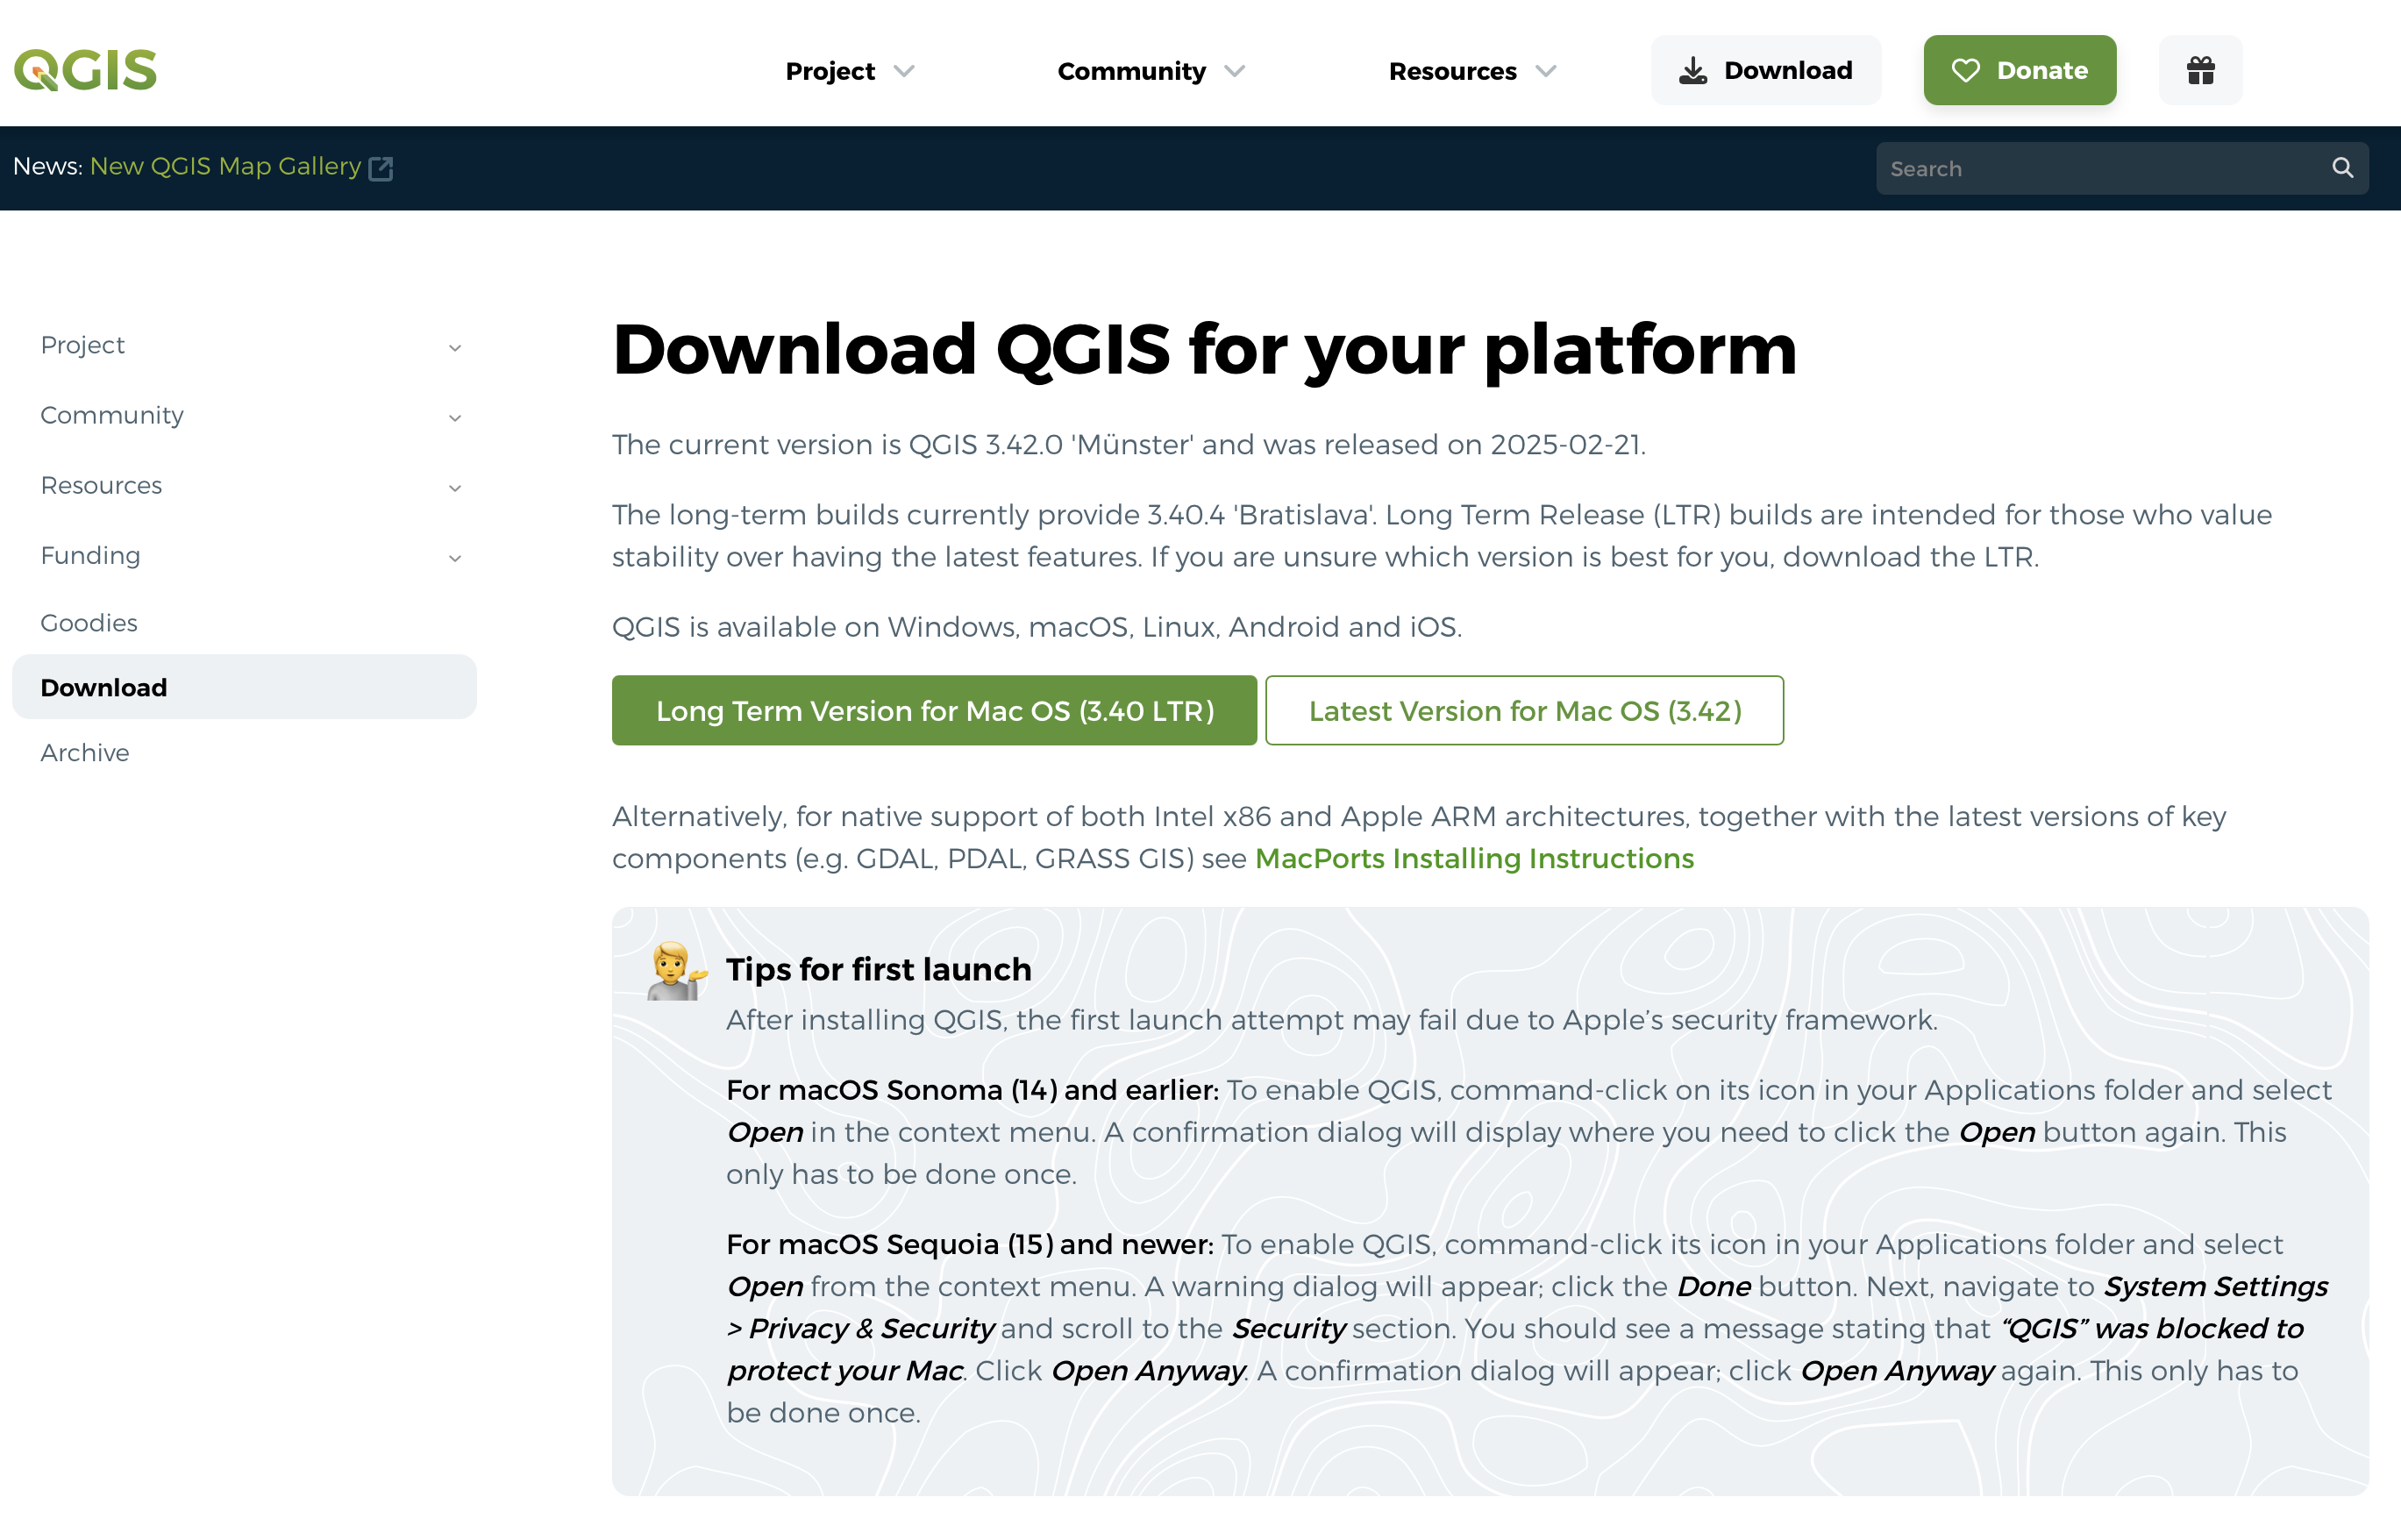 QGIS
Project
Community
Resources
Download
Donate
News: New QGIS Map Gallery
Search
Project
Community
Resources
Funding
Goodies
Download
Archive
Download QGIS for your platform
The current version is QGIS 3.42.0 'Münster' and was released on 2025-02-21.
The long-term builds currently provide 3.40.4 'Bratislava'. Long Term Release (LTR) builds are intended for those who value
stability over having the latest features. If you are unsure which version is best for you, download the LTR.
QGIS is available on Windows, macOS, Linux, Android and iOS.
Long Term Version for Mac OS (3.40 LTR)
Latest Version for Mac OS (3.42)
Alternatively, for native support of both Intel x86 and Apple ARM architectures, together with the latest versions of key
components (e.g. GDAL, PDAL, GRASS GIS) see MacPorts Installing Instructions
Tips for first launch
After installing QGIS, the first launch attempt may fail due to Apple’s security framework.
For macOS Sonoma (14) and earlier: To enable QGIS, command-click on its icon in your Applications folder and select
Open in the context menu. A confirmation dialog will display where you need to click the Open button again. This
only has to be done once.
For macOS Sequoia (15) and newer: To enable QGIS, command-click its icon in your Applications folder and select
Open from the context menu. A warning dialog will appear; click the Done button. Next, navigate to System Settings
> Privacy & Security and scroll to the Security section. You should see a message stating that “QGIS” was blocked to
protect your Mac. Click Open Anyway. A confirmation dialog will appear; click Open Anyway again. This only has to
be done once.